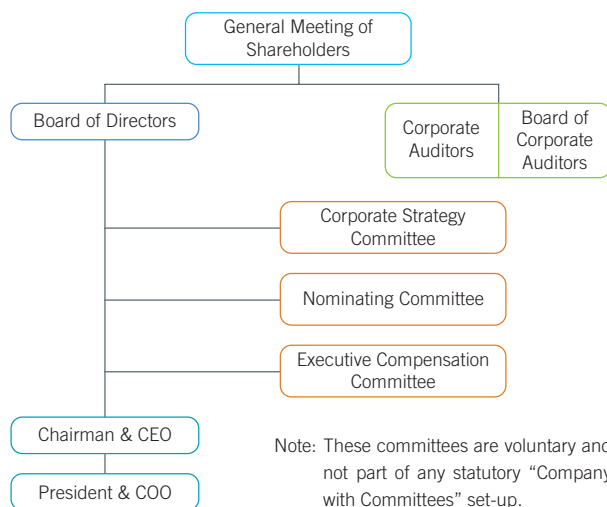 General Meeting of
Shareholders
Board of Directors
Corporate
Auditors
Board of
Corporate
Auditors
Corporate Strategy
Committee
Nominating Committee
Executive Compensation
Committee
Chairman & CEO
President & COO
Note: These committees are voluntary and
not part of any statutory “Company
with Committees” set-up.